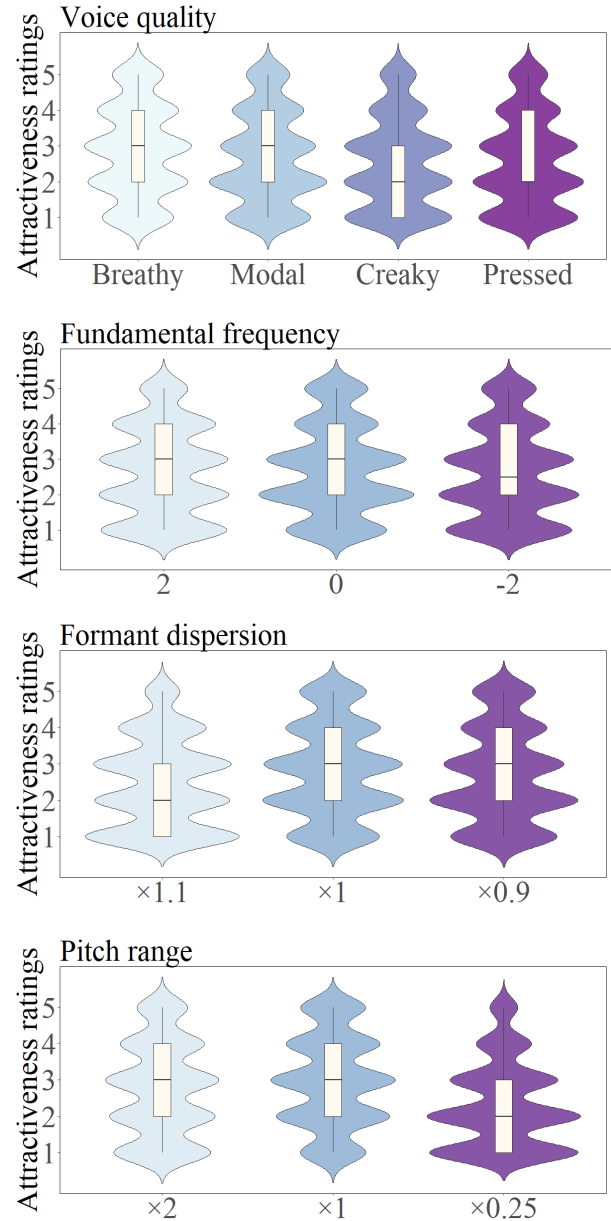 Voice quality
Attractiveness ratings
5
4
3
2
1
Breathy Modal Creaky Pressed
Fundamental frequency
Attractiveness ratings
5
4
3
2
1
2 0 -2
Formant dispersion
Attractiveness ratings
5
4
3
2
1
×1.1 ×1 ×0.9
Pitch range
Attractiveness ratings
5
4
3
2
1
×2 ×1 ×0.25